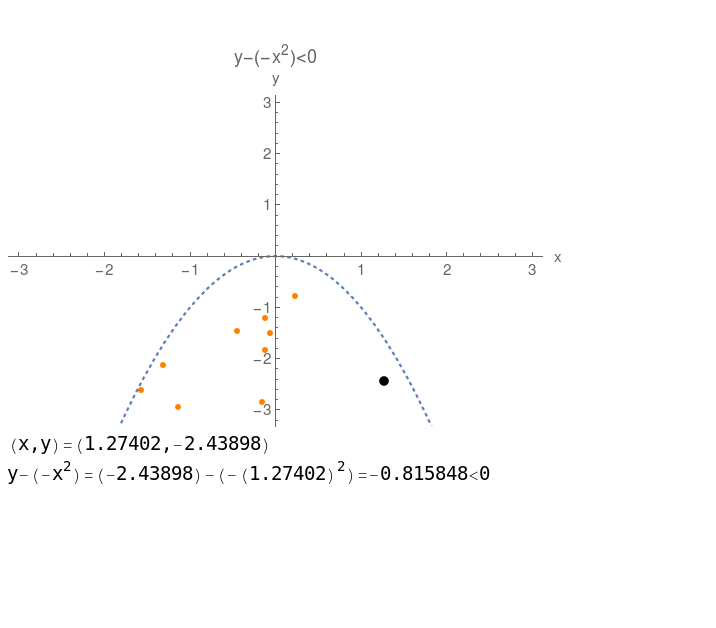 y−(−x²)<0
y
3
2
1
−3 −2 −1 1 2 3 x
−1
−2
−3
(x,y)=(1.27402,−2.43898)
y−(−x²)=(−2.43898)−(−(1.27402)²)=−0.815848<0